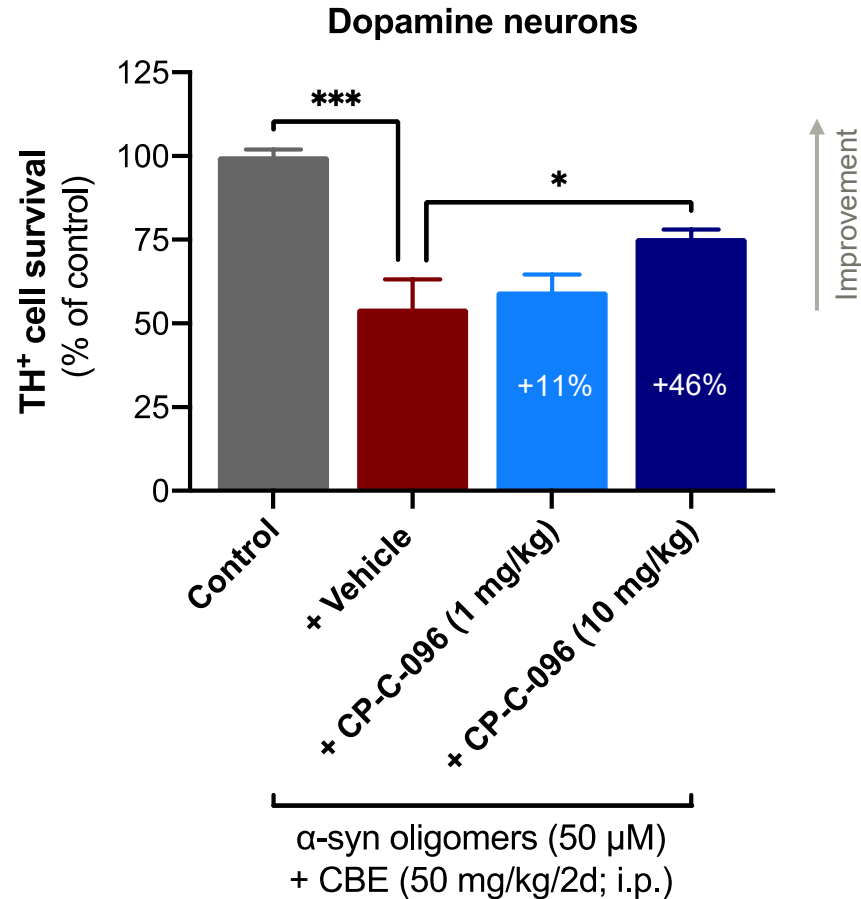 Dopamine neurons
TH⁺ cell survival
(% of control)
125
100
75
50
25
0
***
*
+11%
+46%
Improvement
Control
+ Vehicle
+ CP-C-096 (1 mg/kg)
+ CP-C-096 (10 mg/kg)
α-syn oligomers (50 µM)
+ CBE (50 mg/kg/2d; i.p.)